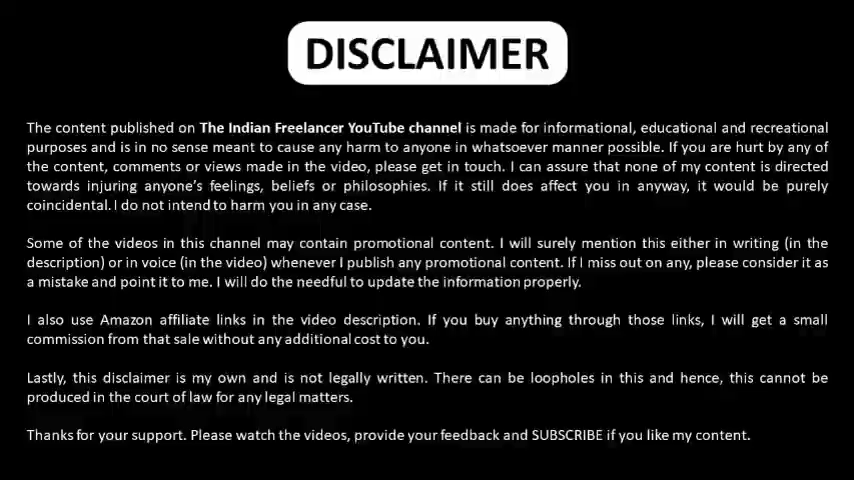 DISCLAIMER
The content published on The Indian Freelancer YouTube channel is made for informational, educational and recreational
purposes and is in no sense meant to cause any harm to anyone in whatsoever manner possible. If you are hurt by any of
the content, comments or views made in the video, please get in touch. I can assure that none of my content is directed
towards injuring anyone's feelings, beliefs or philosophies. If it still does affect you in anyway, it would be purely
coincidental. I do not intend to harm you in any case.
Some of the videos in this channel may contain promotional content. I will surely mention this either in writing (in the
description) or in voice (in the video) whenever I publish any promotional content. If I miss out on any, please consider it as
a mistake and point it to me. I will do the needful to update the information properly.
I also use Amazon affiliate links in the video description. If you buy anything through those links, I will get a small
commission from that sale without any additional cost to you.
Lastly, this disclaimer is my own and is not legally written. There can be loopholes in this and hence, this cannot be
produced in the court of law for any legal matters.
Thanks for your support. Please watch the videos, provide your feedback and SUBSCRIBE if you like my content.